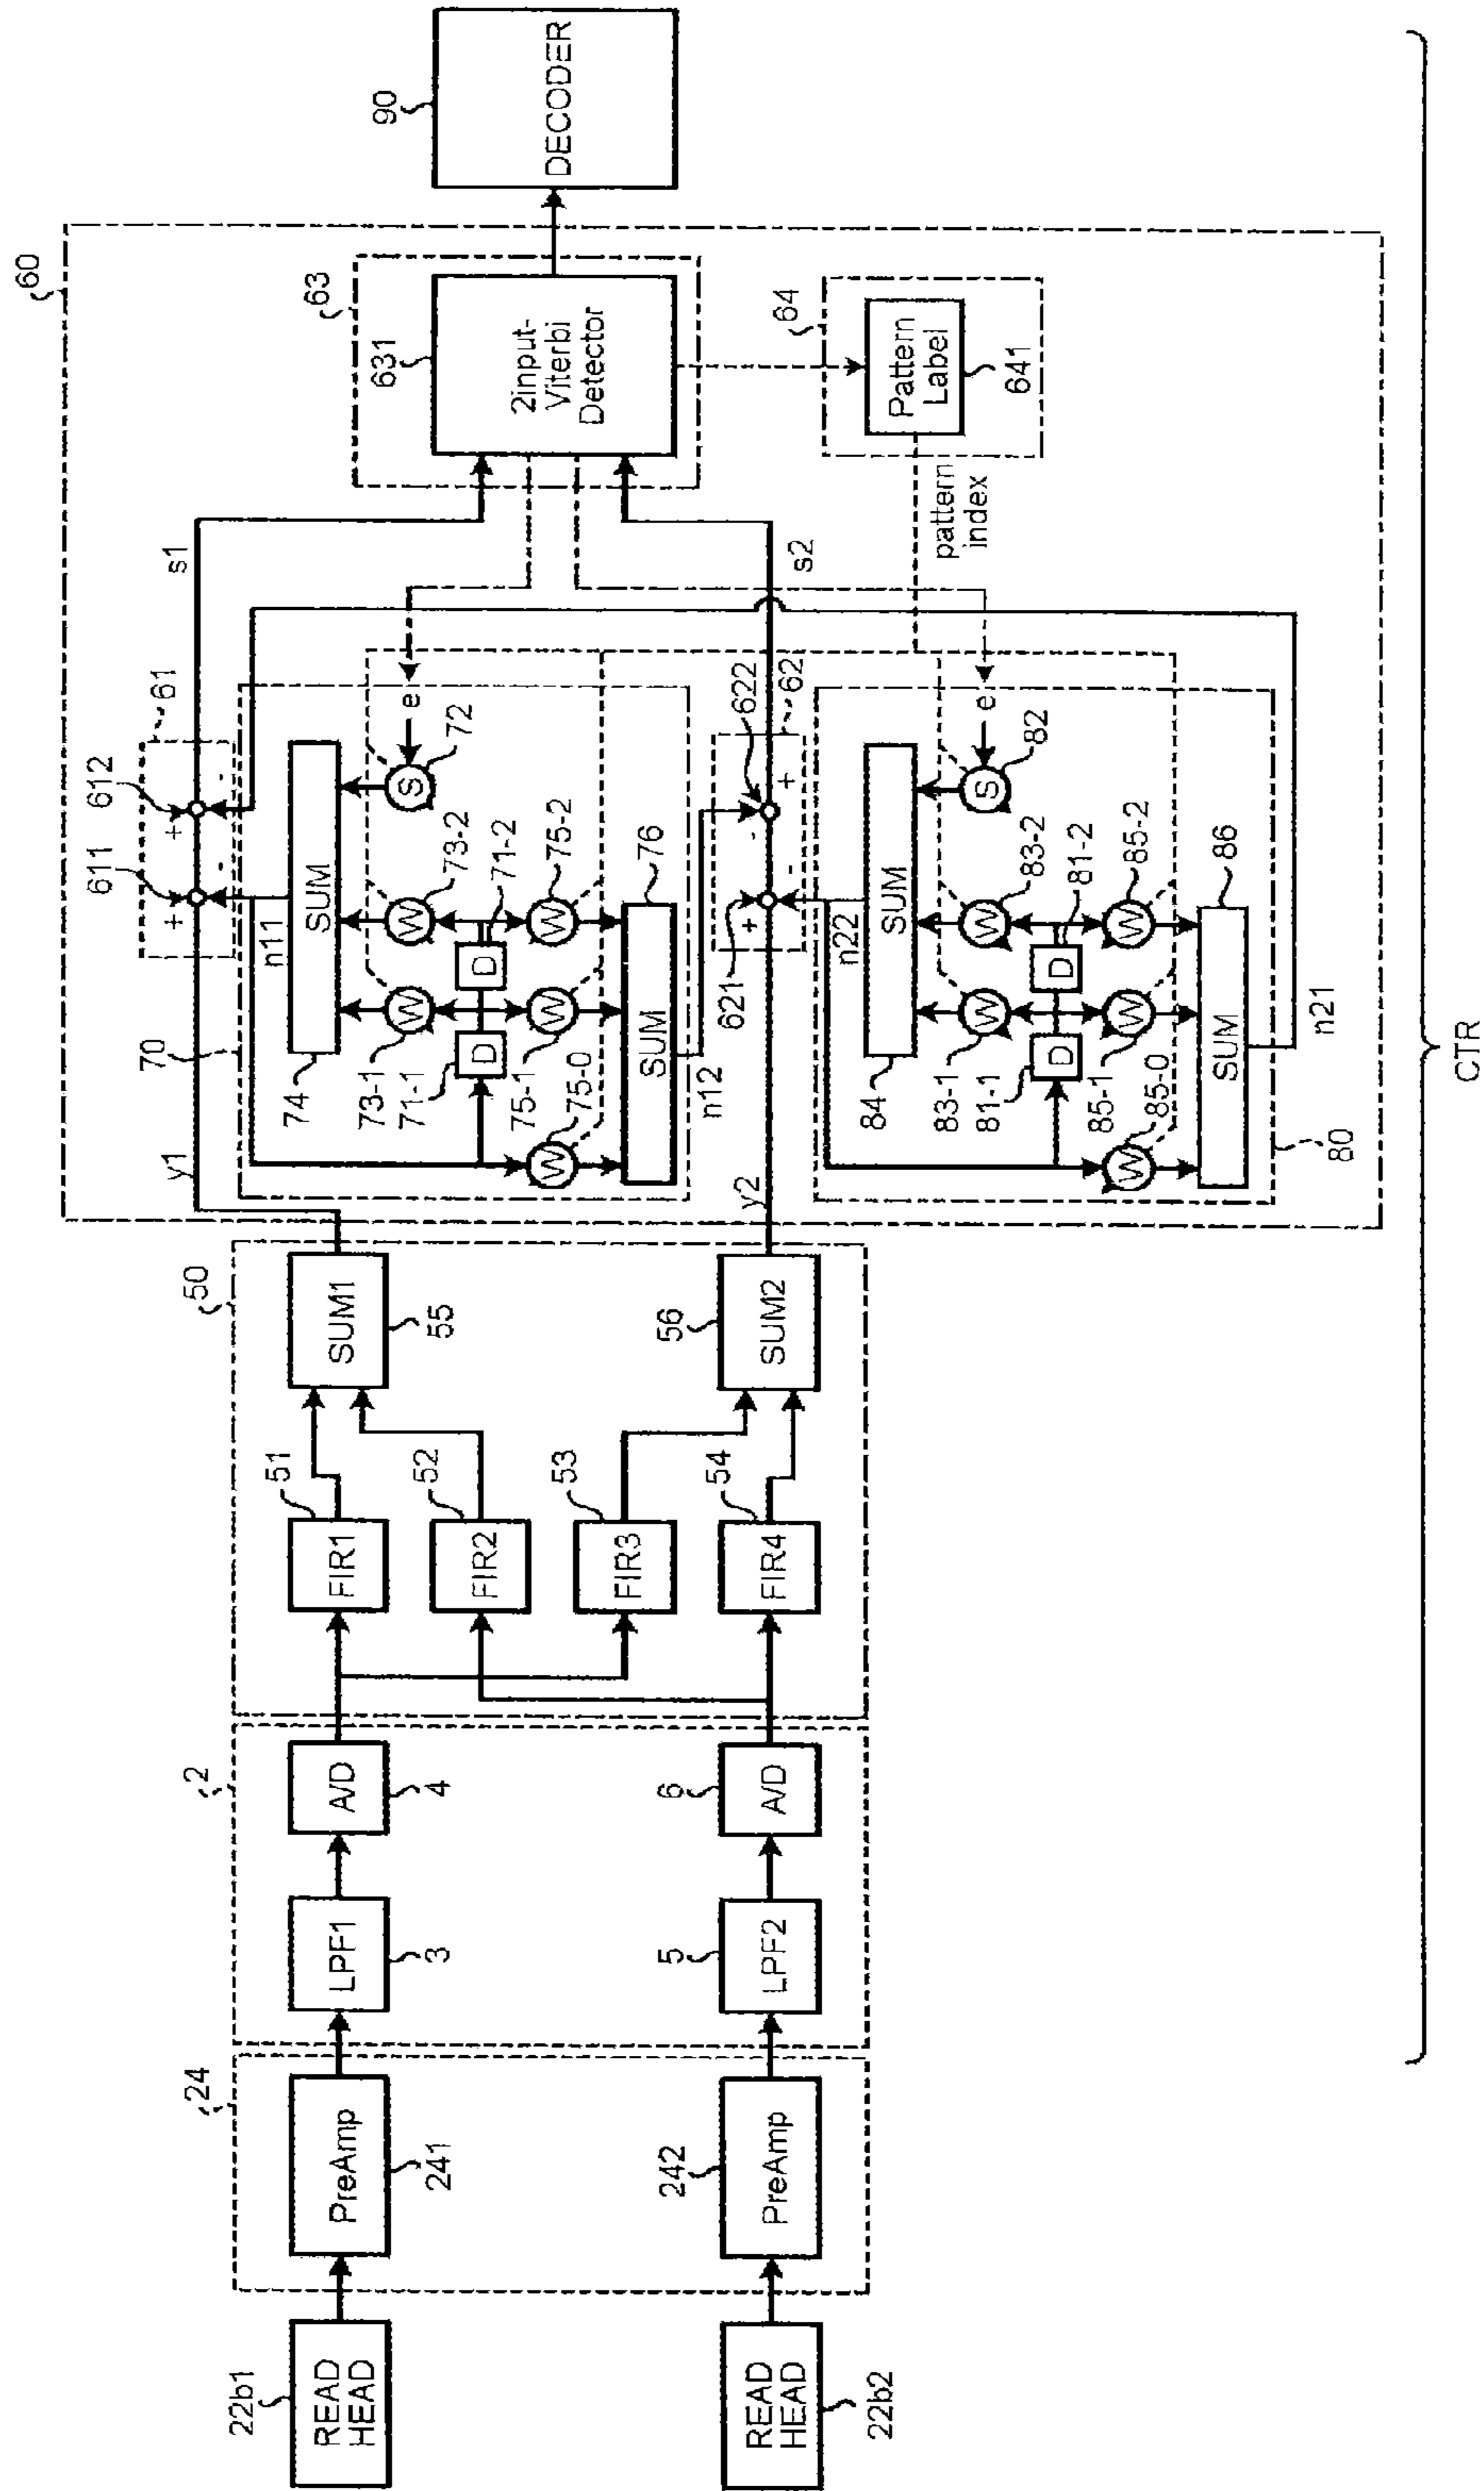 22b1
READ
HEAD
22b2
READ
HEAD
24
PreAmp
241
242
PreAmp
2
LPF1
3
A/D
4
5
LPF2
6
A/D
50
51
FIR1
52
FIR2
53
FIR3
54
FIR4
SUM1
55
56
SUM2
60
y1
61
611
612
+
+
-
-
s1
n11
70
74
SUM
73-1
W
73-2
W
S
72
e
71-1
D
71-2
D
75-0
W
75-1
W
75-2
W
76
SUM
n12
y2
621
622
62
+
-
-
+
s2
n22
84
SUM
83-1
W
83-2
W
S
82
e
81-1
D
81-2
D
85-0
W
85-1
W
85-2
W
86
SUM
80
n21
63
631
2input-
Viterbi
Detector
64
Pattern
Label
641
pattern
index
90
DECODER
CTR